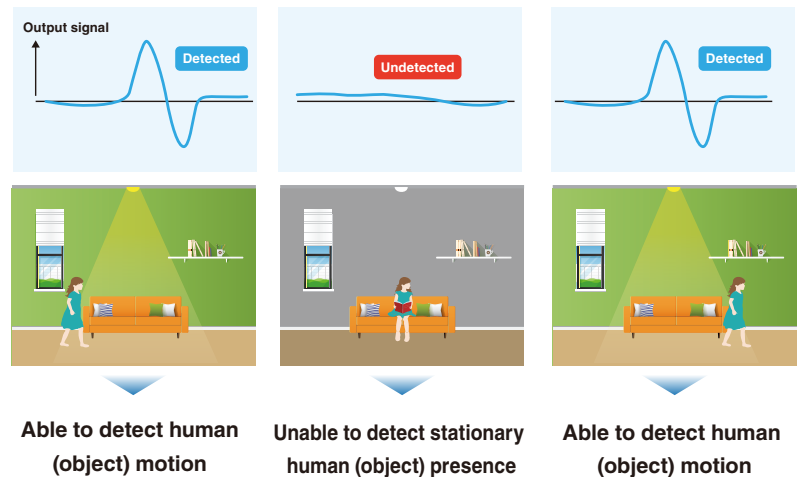 Output signal
Detected
Undetected
Detected
Able to detect human
(object) motion
Unable to detect stationary
human (object) presence
Able to detect human
(object) motion